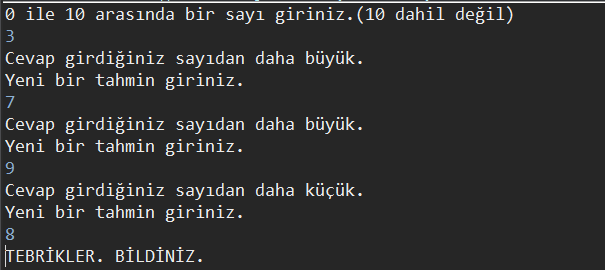 0 ile 10 arasında bir sayı giriniz.(10 dahil değil)
3
Cevap girdiğiniz sayıdan daha büyük.
Yeni bir tahmin giriniz.
7
Cevap girdiğiniz sayıdan daha büyük.
Yeni bir tahmin giriniz.
9
Cevap girdiğiniz sayıdan daha küçük.
Yeni bir tahmin giriniz.
8
TEBRİKLER. BİLDİNİZ.